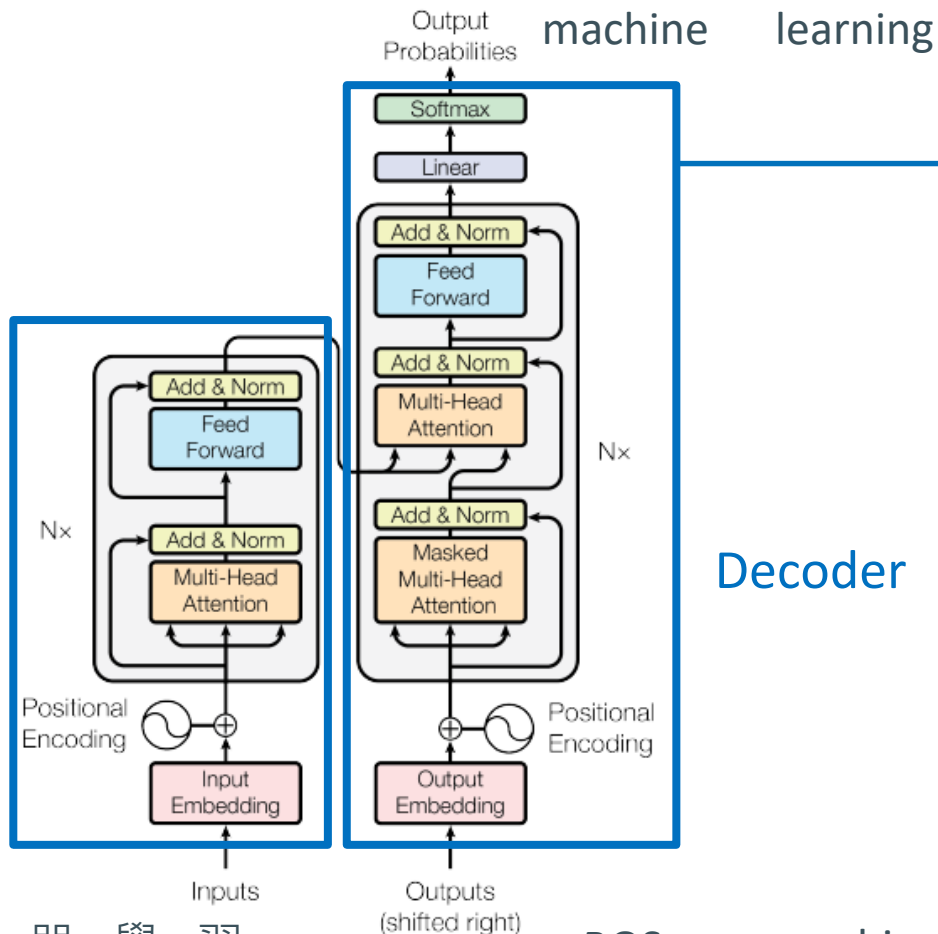 Output
Probabilities
machine learning
Softmax
Linear
Add & Norm
Feed
Forward
Add & Norm
Multi-Head
Attention
N×
Add & Norm
Masked
Multi-Head
Attention
Decoder
Positional
Encoding
Output
Embedding
Outputs
(shifted right)
Add & Norm
Feed
Forward
N×
Add & Norm
Multi-Head
Attention
Positional
Encoding
Input
Embedding
Inputs